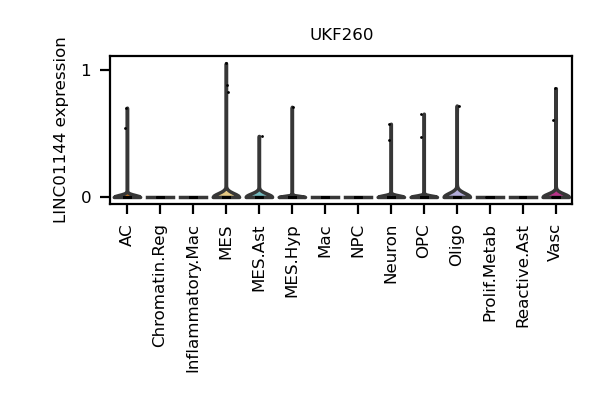 UKF260
LINC01144 expression
1
0
AC
Chromatin.Reg
Inflammatory.Mac
MES
MES.Ast
MES.Hyp
Mac
NPC
Neuron
OPC
Oligo
Prolif.Metab
Reactive.Ast
Vasc